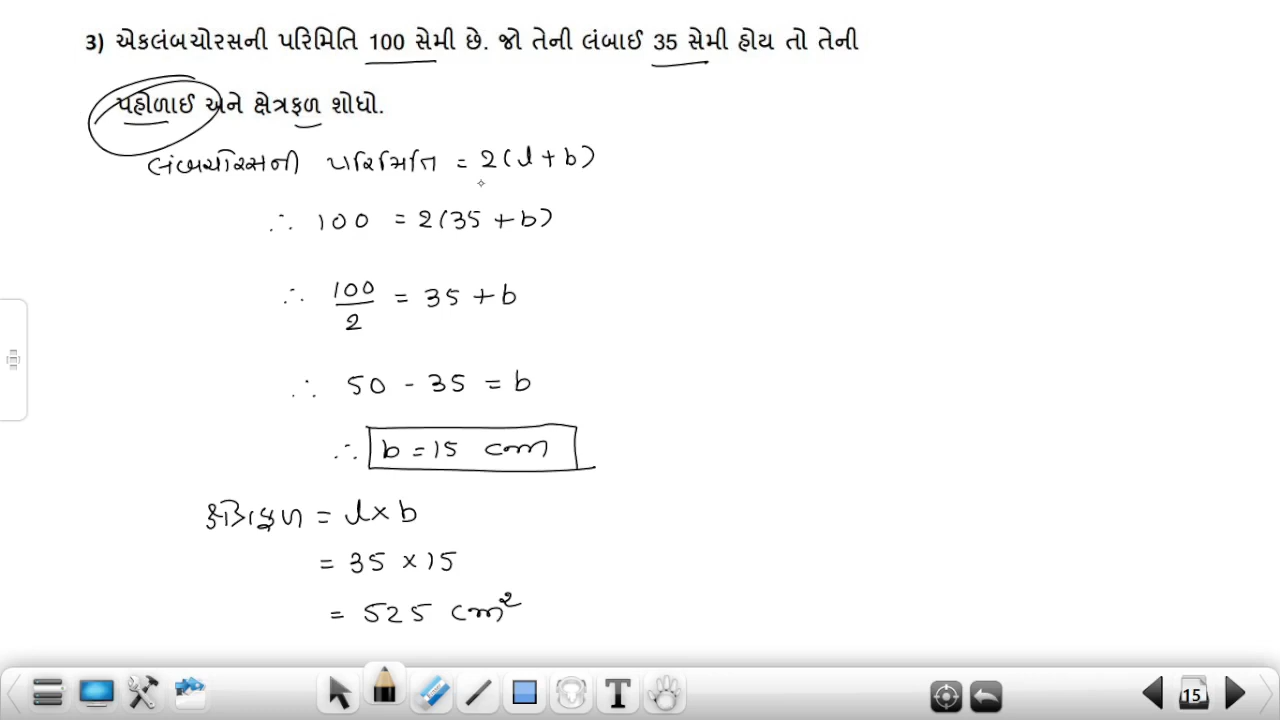 3) એકલંબચોરસની પરિમિતિ 100 સેમી છે. જો તેની લંબાઈ 35 સેમી હોય તો તેની
પહોળાઈ અને ક્ષેત્રફળ શોધો.
લંબચોરસની પરિમિતિ = 2(l + b)
∴ 100 = 2(35 + b)
∴ 100/2 = 35 + b
∴ 50 - 35 = b
∴ b = 15 cm
ક્ષેત્રફળ = l × b
= 35 × 15
= 525 cm²
T 15